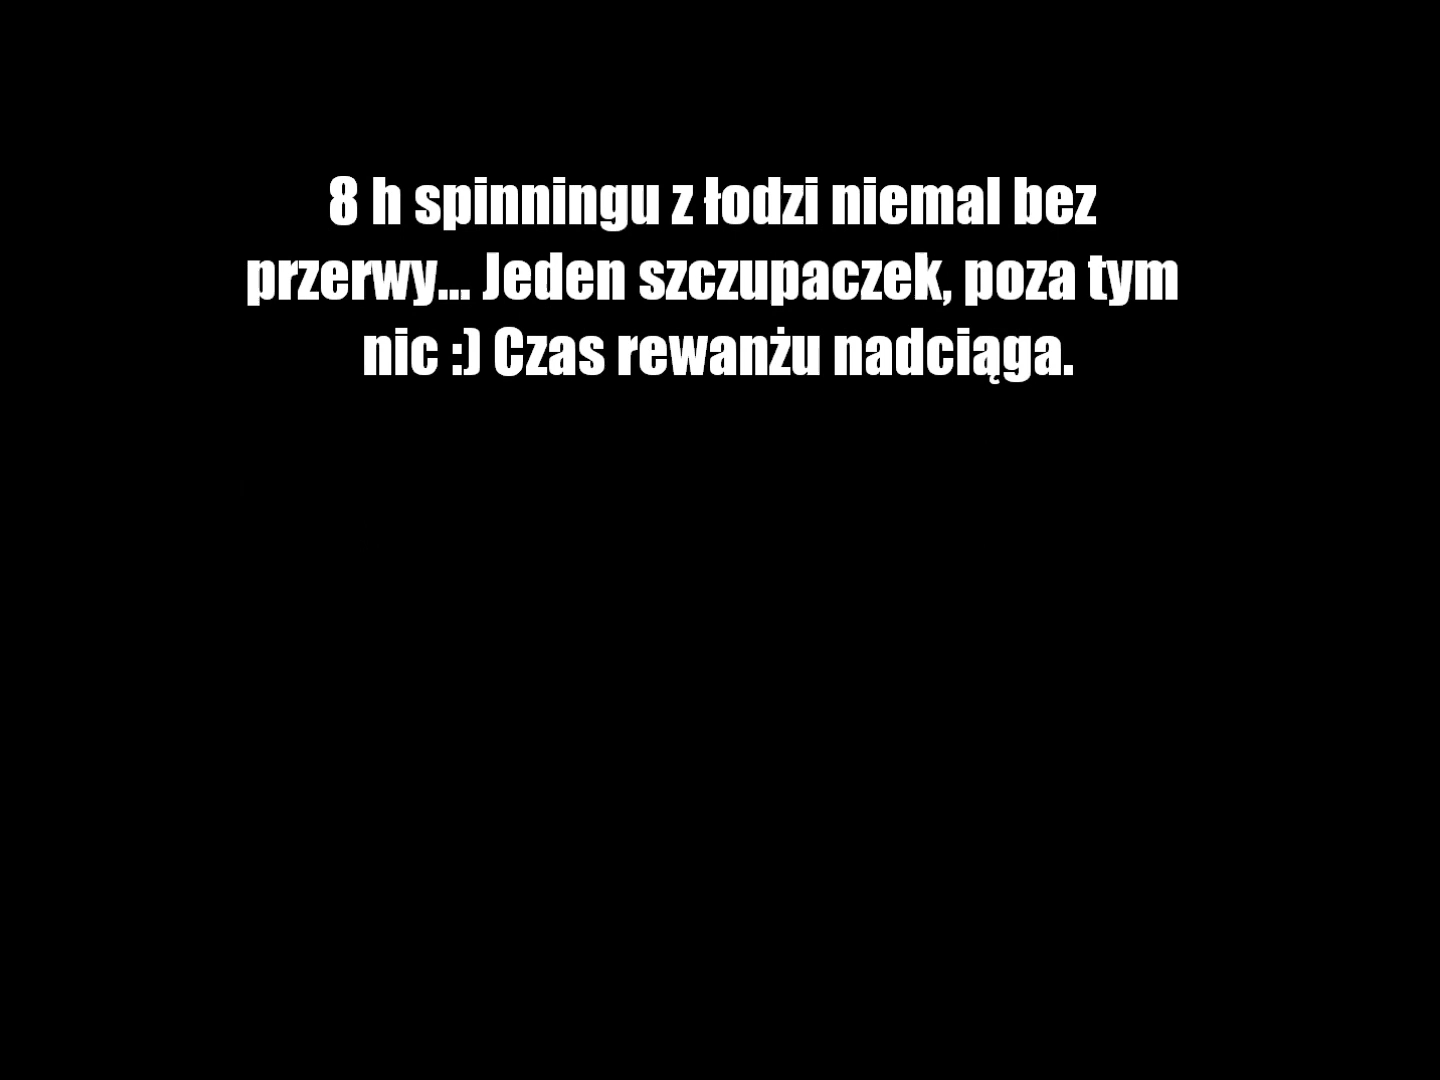 8 h spinningu z łodzi niemal bez
przerwy... Jeden szczupaczek, poza tym
nic :) Czas rewanżu nadciąga.